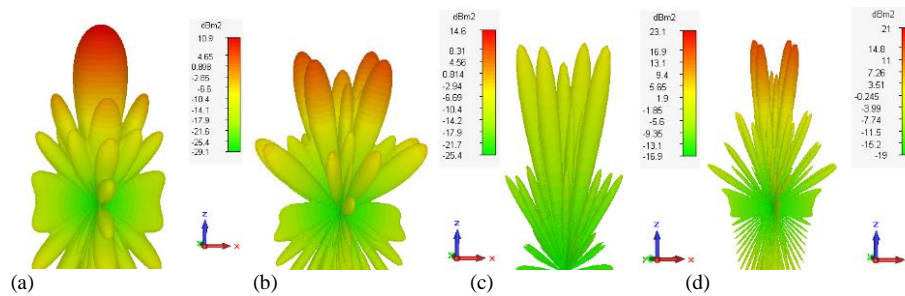 dBm2
10.9
4.65
0.898
-2.85
-6.6
-10.4
-14.1
-17.9
-21.6
-29.1
z
x
(a)
dBm2
14.6
8.31
4.56
0.814
-2.94
-6.69
-10.4
-14.2
-17.9
-25.4
z
x
(b)
dBm2
23.1
16.9
13.1
9.4
5.65
1.9
-1.85
-5.6
-9.35
-13.1
-16.9
z
y
x
(c)
dBm2
21
14.8
11
7.26
3.51
-0.245
-3.99
-7.74
-11.5
-15.2
-19
z
x
(d)